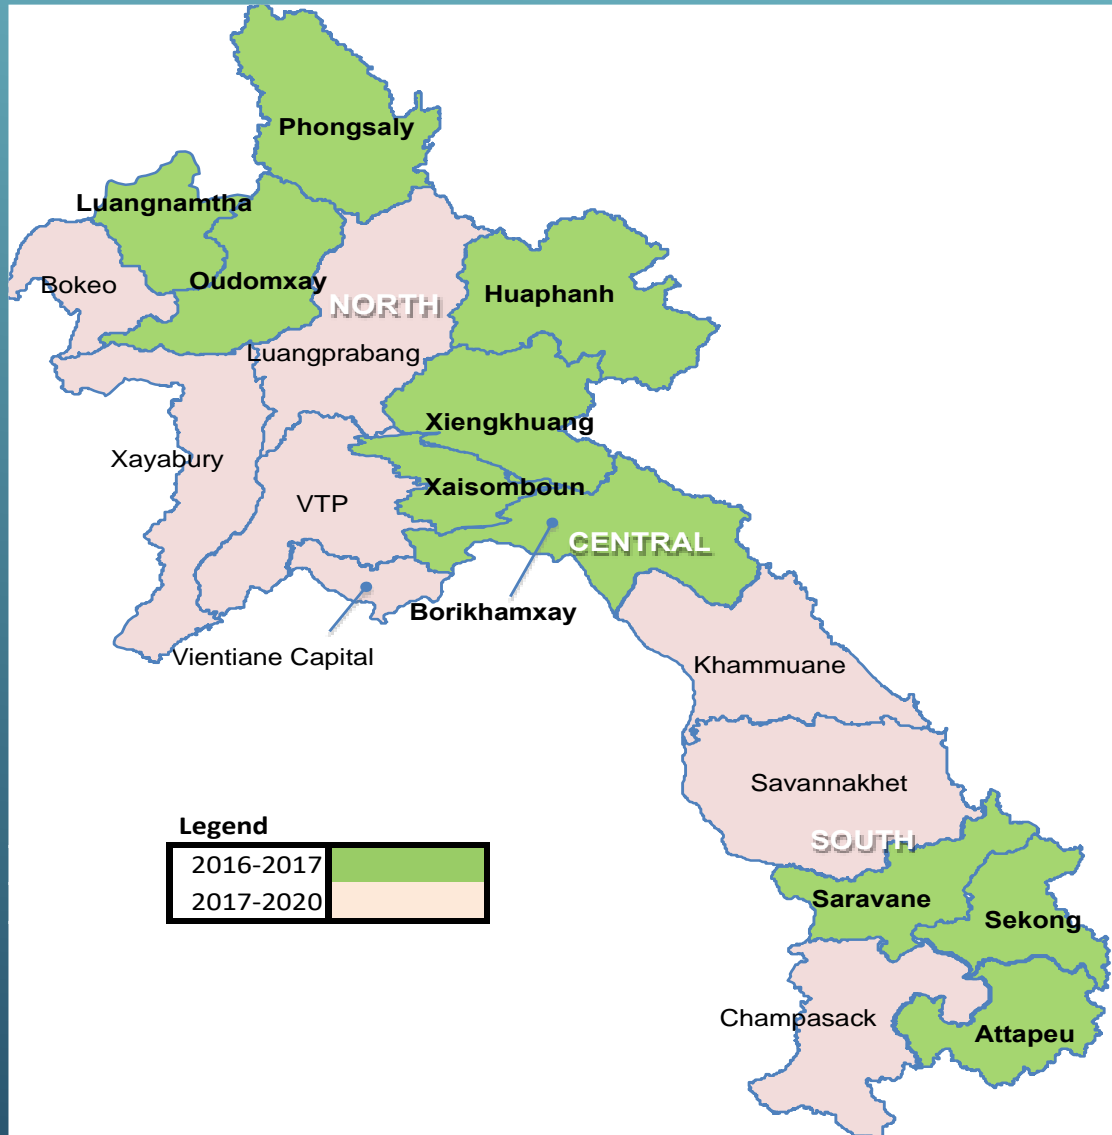 Phongsaly
Luangnamtha
Oudomxay
Bokeo
Huaphanh
NORTH
Luangprabang
Xiengkhuang
Xayabury
Xaisomboun
VTP
CENTRAL
Borikhamxay
Vientiane Capital
Khammuane
Savannakhet
SOUTH
Legend
2016-2017
2017-2020
Saravane
Sekong
Champasack
Attapeu